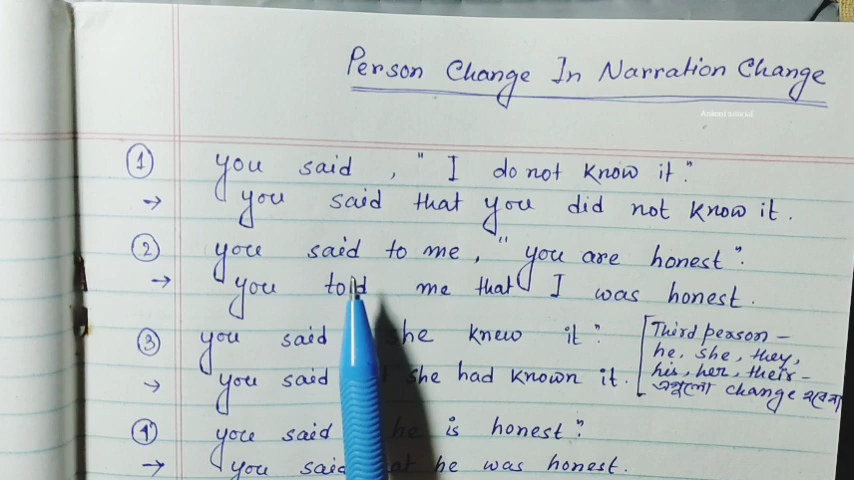 Person Change In Narration Change
① you said , " I do not know it ".
→ you said that you did not know it .
② you said to me , " you are honest ".
→ you told me that I was honest .
③ you said she knew it ".
[ Third person –
he, she, they,
his, her, their –
change
→ you said she had known it .
④ you said he is honest ".
→ you said he was honest .